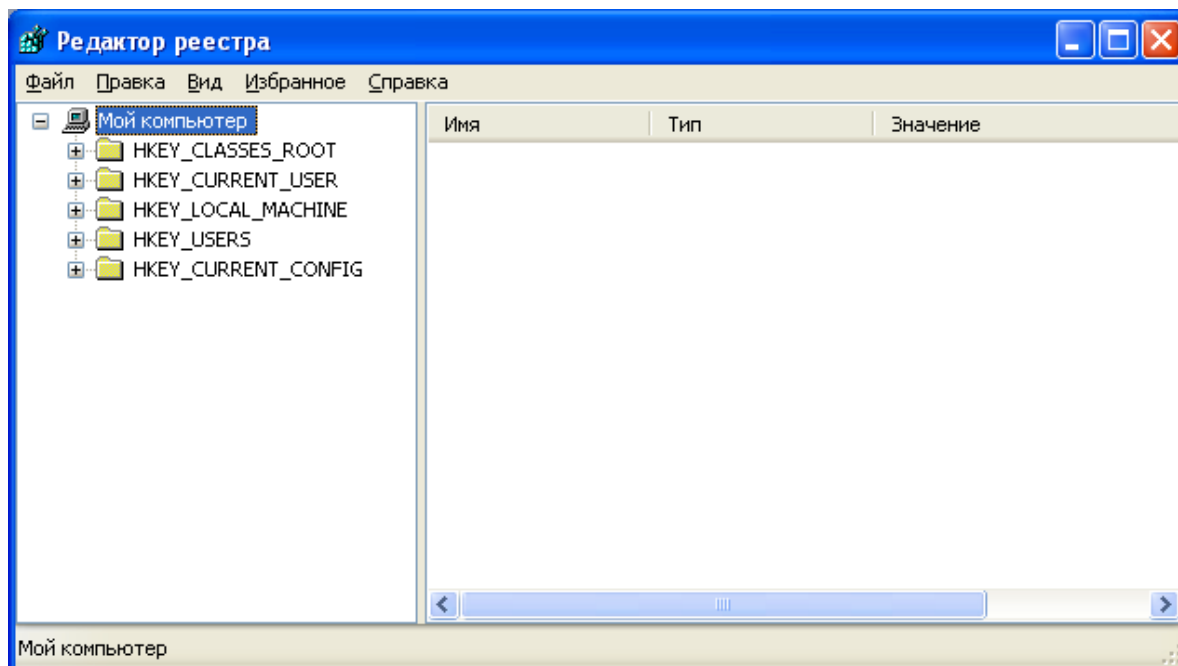 Редактор реестра
Файл Правка Вид Избранное Справка
Мой компьютер
HKEY_CLASSES_ROOT
HKEY_CURRENT_USER
HKEY_LOCAL_MACHINE
HKEY_USERS
HKEY_CURRENT_CONFIG
Имя Тип Значение
Мой компьютер